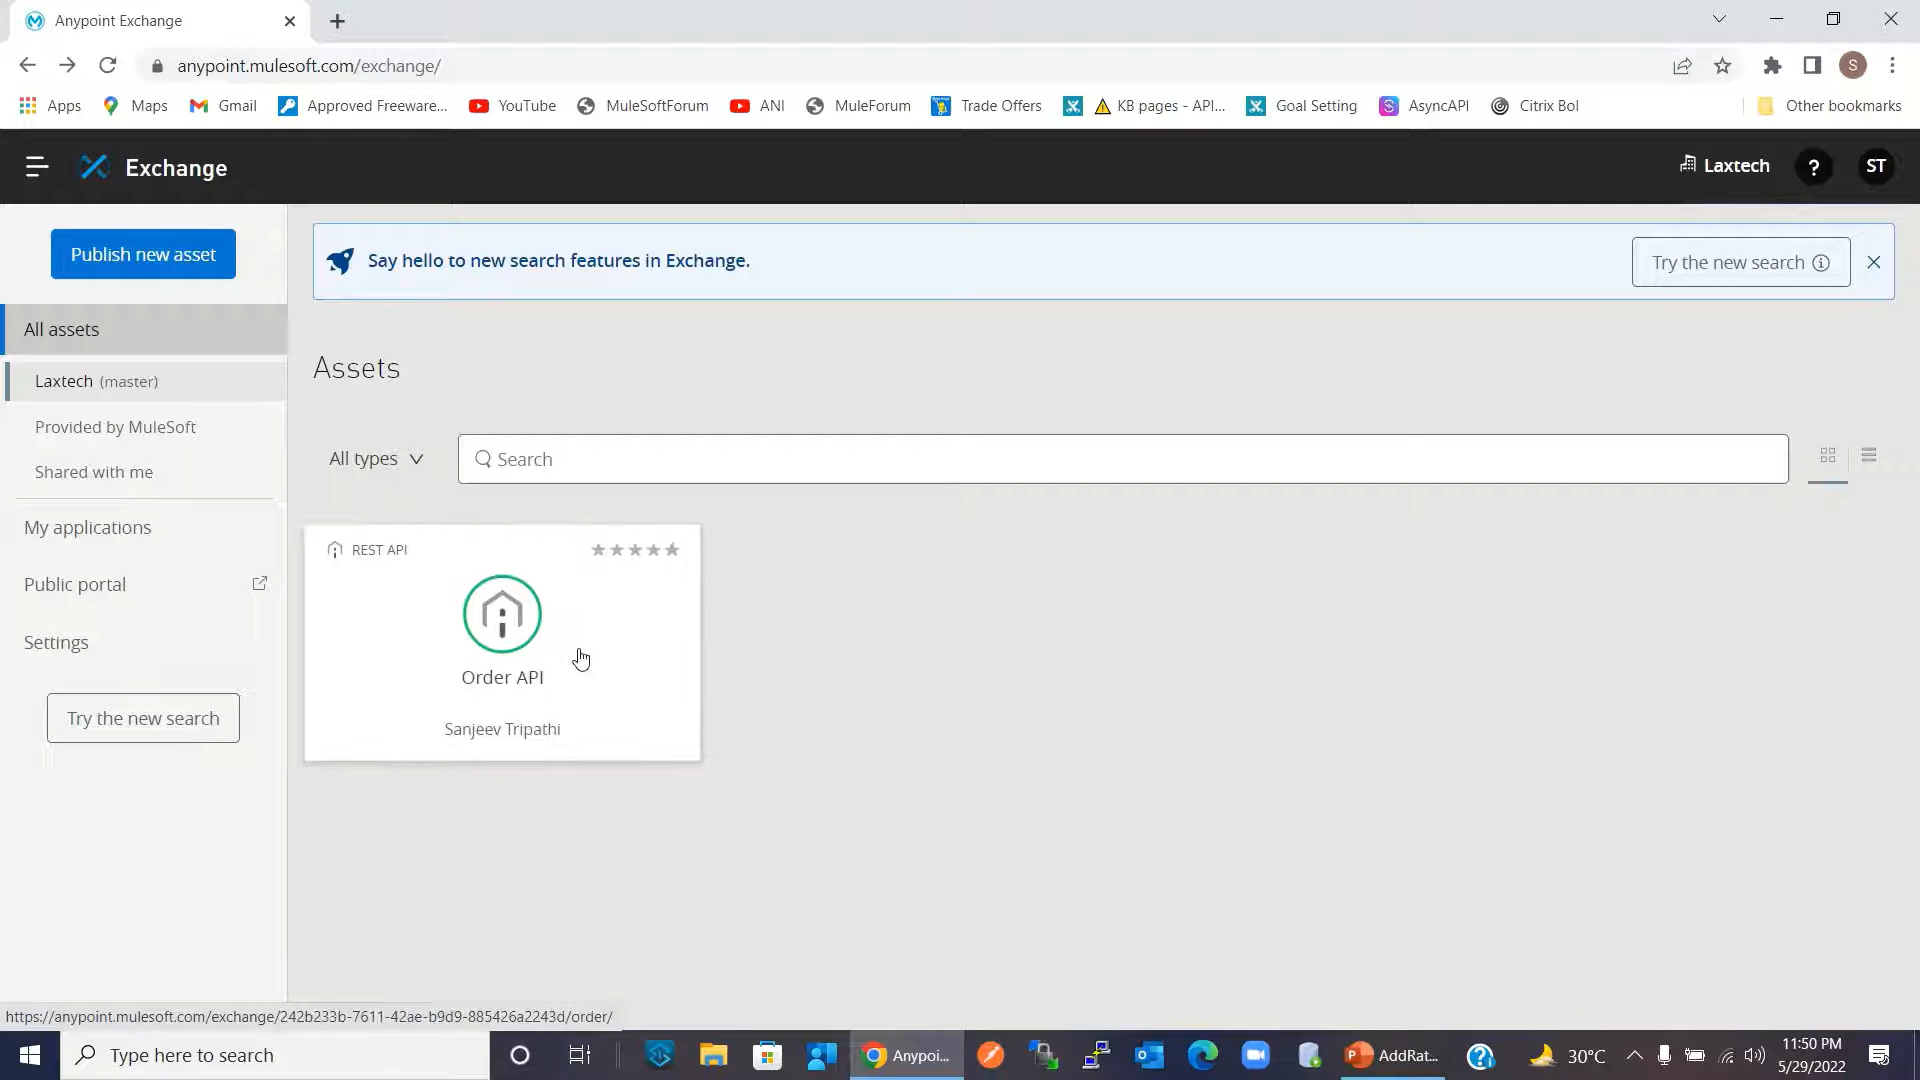 Anypoint Exchange
anypoint.mulesoft.com/exchange/
S
Apps Maps Gmail Approved Freeware... YouTube MuleSoftForum ANI MuleForum Trade Offers KB pages - API... Goal Setting AsyncAPI Citrix Bol Other bookmarks
Exchange
Laxtech ? ST
Publish new asset
Say hello to new search features in Exchange.
Try the new search
All assets
Laxtech (master)
Provided by MuleSoft
Shared with me
My applications
Public portal
Settings
Try the new search
Assets
All types
Search
REST API
Order API
Sanjeev Tripathi
https://anypoint.mulesoft.com/exchange/242b233b-7611-42ae-b9d9-885426a2243d/order/
Type here to search
Anypoi...
AddRat...
30°C
11:50 PM
5/29/2022